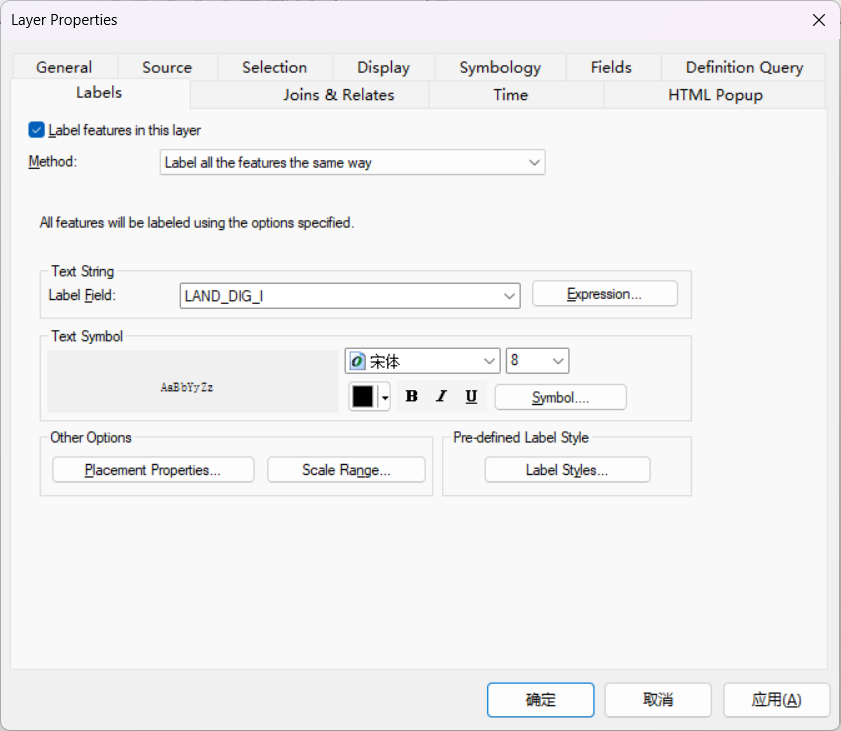 Layer Properties
General Source Selection Display Symbology Fields Definition Query
Labels Joins & Relates Time HTML Popup
Label features in this layer
Method: Label all the features the same way
All features will be labeled using the options specified.
Text String
Label Field: LAND_DIG_I Expression...
Text Symbol
宋体 8
AaBbYyZz
B I U Symbol....
Other Options Pre-defined Label Style
Placement Properties... Scale Range... Label Styles...
确定 取消 应用(A)